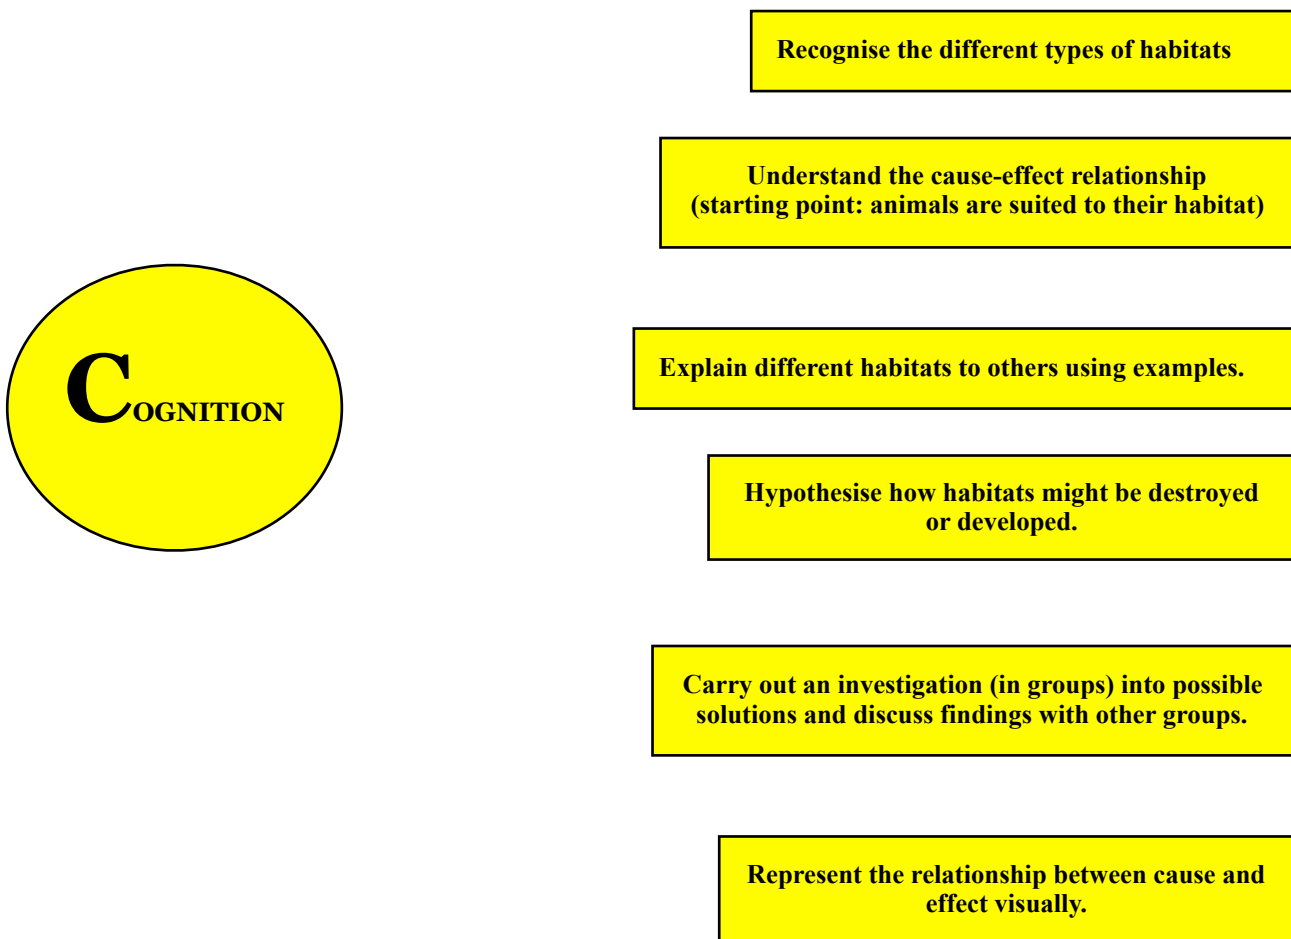 Recognise the different types of habitats
Understand the cause-effect relationship
(starting point: animals are suited to their habitat)
COGNITION
Explain different habitats to others using examples.
Hypothesise how habitats might be destroyed
or developed.
Carry out an investigation (in groups) into possible
solutions and discuss findings with other groups.
Represent the relationship between cause and
effect visually.